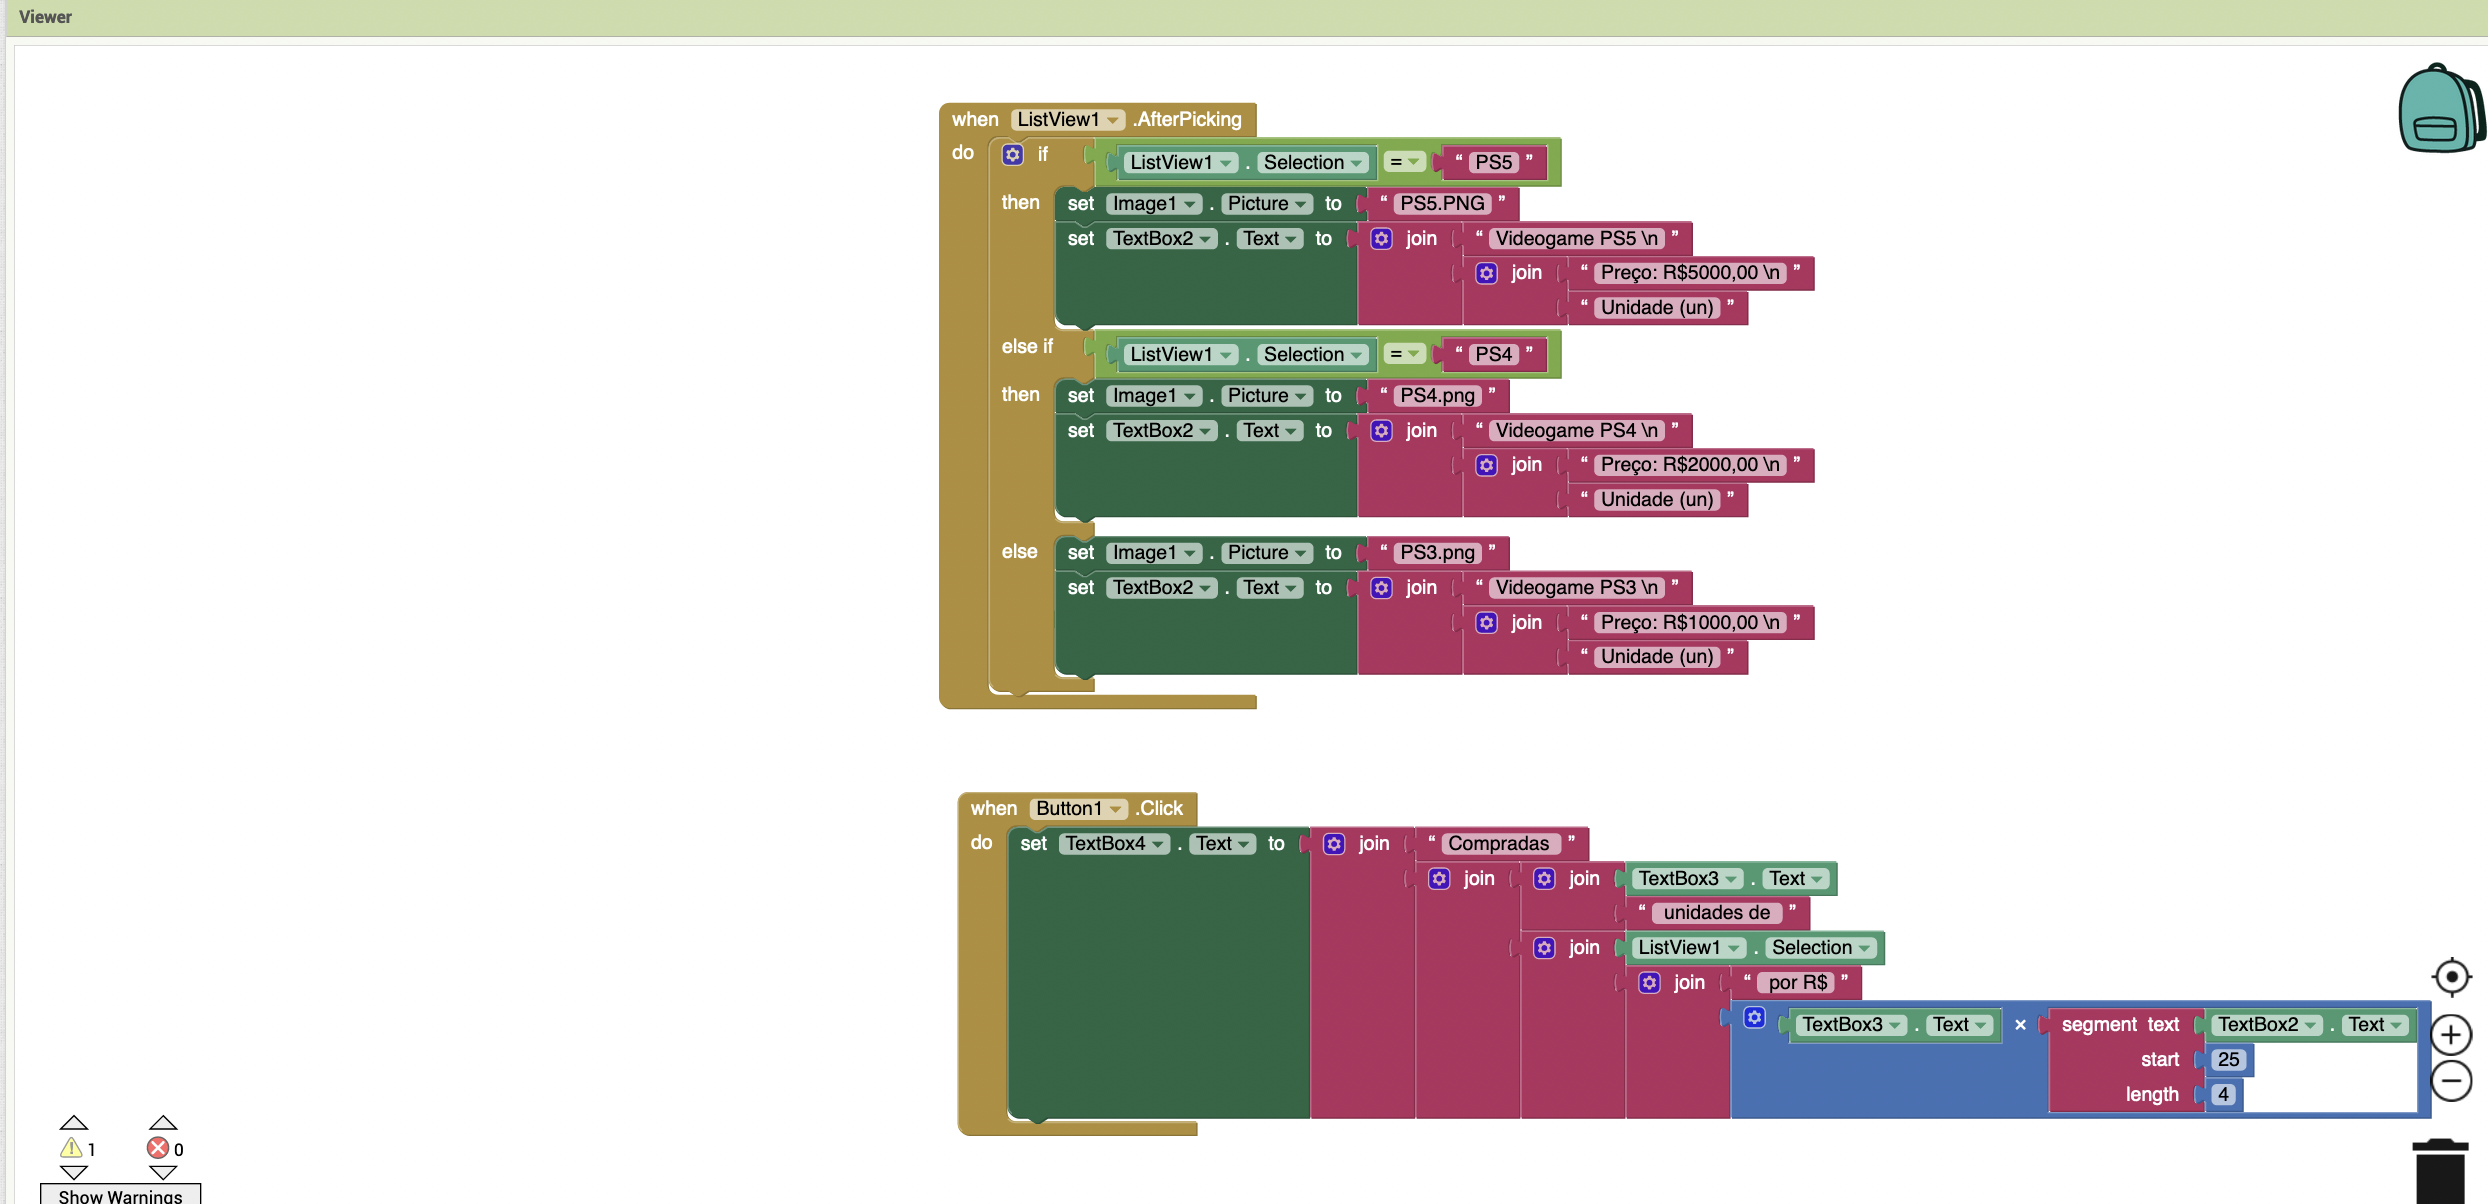 Viewer
when ListView1 .AfterPicking
do if ListView1 . Selection = “ PS5 ”
then set Image1 . Picture to “ PS5.PNG ”
set TextBox2 . Text to join “ Videogame PS5 \n ”
join “ Preço: R$5000,00 \n ”
“ Unidade (un) ”
else if ListView1 . Selection = “ PS4 ”
then set Image1 . Picture to “ PS4.png ”
set TextBox2 . Text to join “ Videogame PS4 \n ”
join “ Preço: R$2000,00 \n ”
“ Unidade (un) ”
else set Image1 . Picture to “ PS3.png ”
set TextBox2 . Text to join “ Videogame PS3 \n ”
join “ Preço: R$1000,00 \n ”
“ Unidade (un) ”
when Button1 .Click
do set TextBox4 . Text to join “ Compradas ”
join join TextBox3 . Text
“ unidades de ”
join ListView1 . Selection
join “ por R$ ”
TextBox3 . Text × segment text TextBox2 . Text
start 25
length 4
1 0
Show Warnings